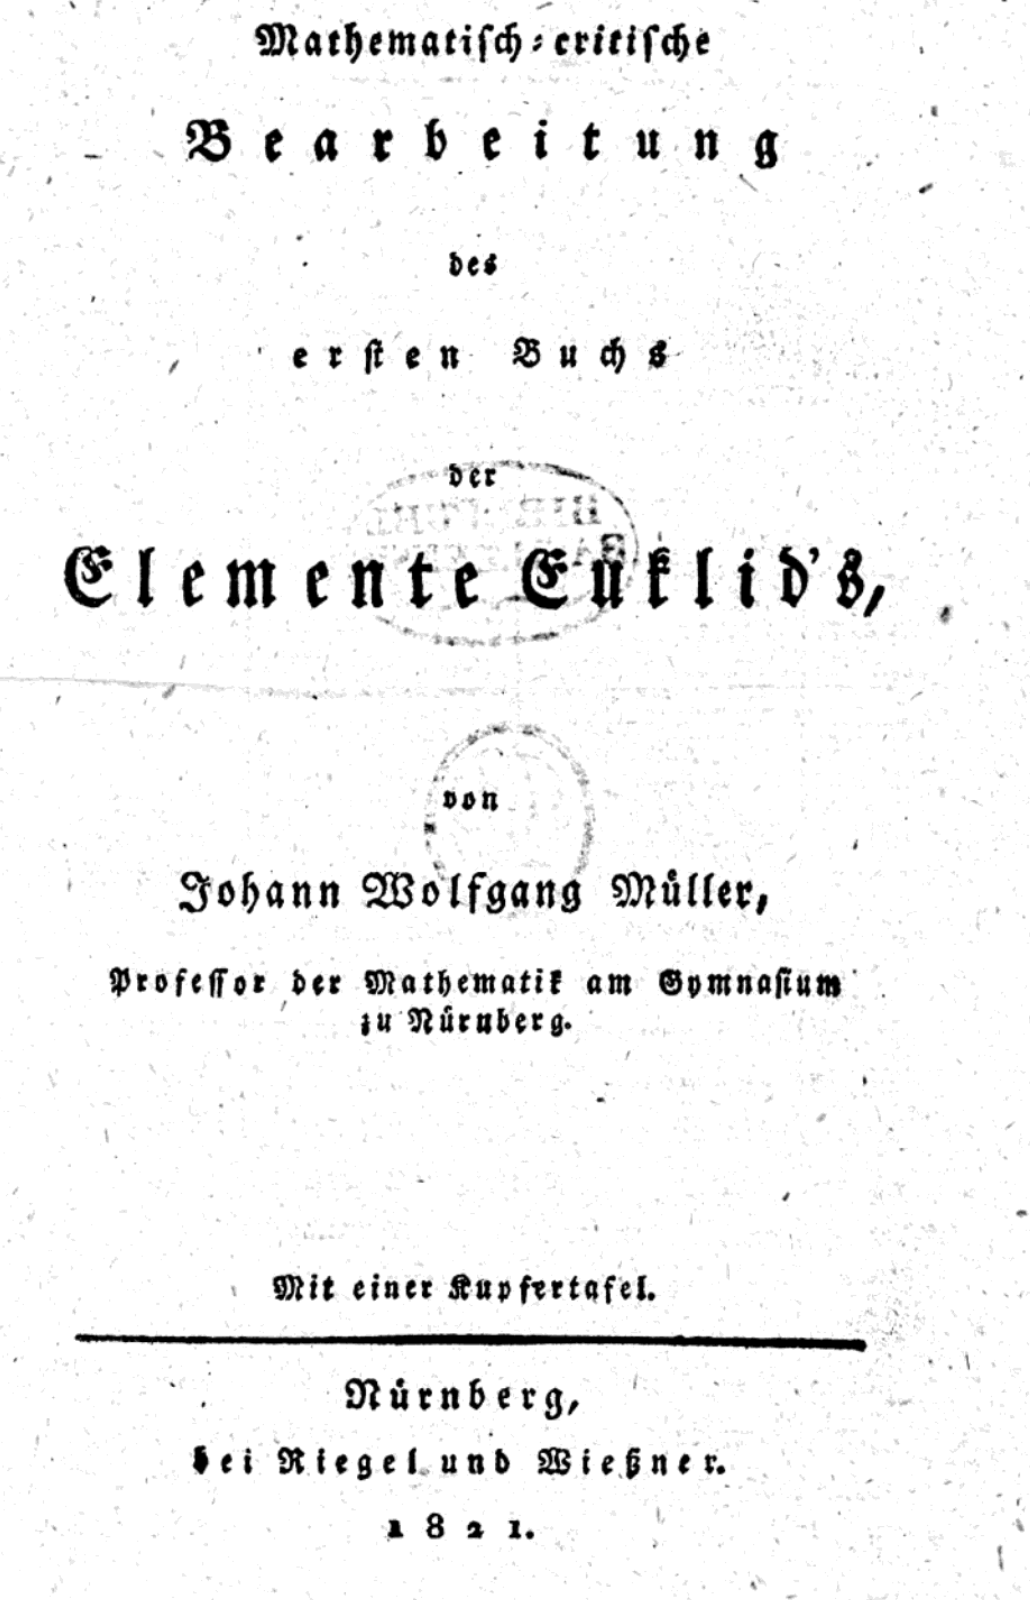 Mathematisch-critische
Bearbeitung
des
ersten Buchs
der
Elemente Euklid's,
von
Johann Wolfgang Müller,
Professor der Mathematik am Gymnasium
zu Nürnberg.
Mit einer Kupfertafel.
Nürnberg,
bei Riegel und Wießner.
1821.